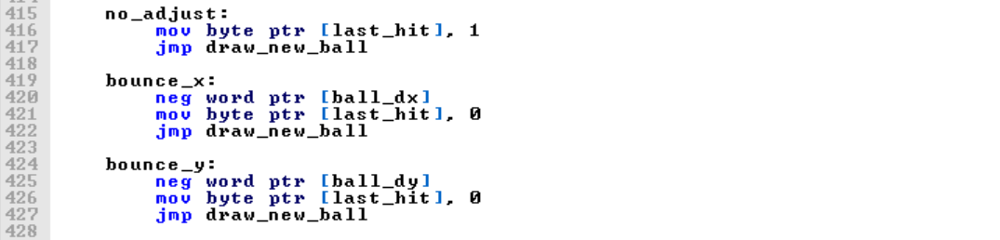 415 no_adjust:
416 mov byte ptr [last_hit], 1
417 jmp draw_new_ball
418
419 bounce_x:
420 neg word ptr [ball_dx]
421 mov byte ptr [last_hit], 0
422 jmp draw_new_ball
423
424 bounce_y:
425 neg word ptr [ball_dy]
426 mov byte ptr [last_hit], 0
427 jmp draw_new_ball
428